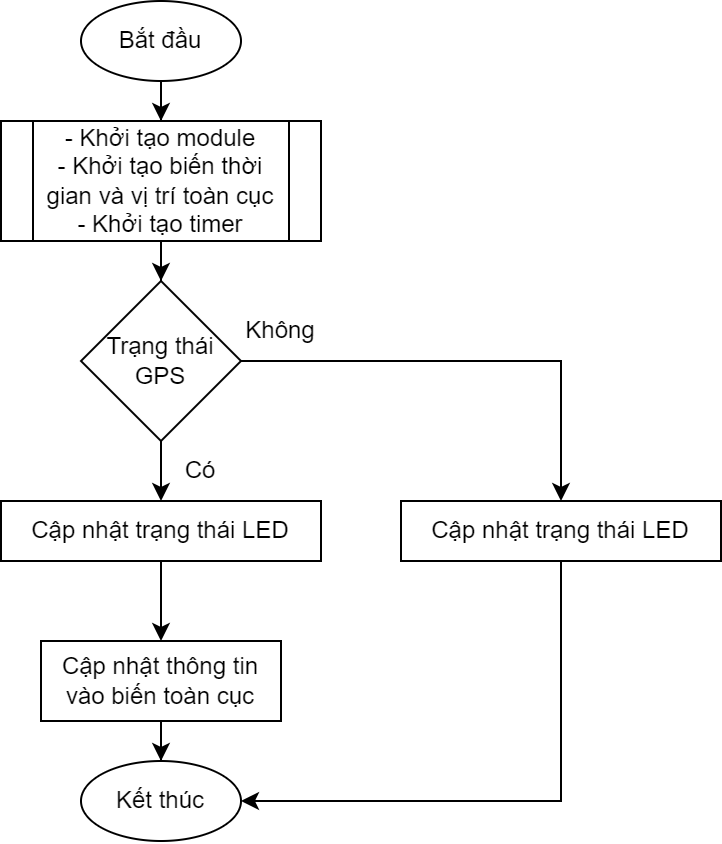 Bắt đầu
- Khởi tạo module
- Khởi tạo biến thời
gian và vị trí toàn cục
- Khởi tạo timer
Trạng thái
GPS
Không
Có
Cập nhật trạng thái LED
Cập nhật trạng thái LED
Cập nhật thông tin
vào biến toàn cục
Kết thúc